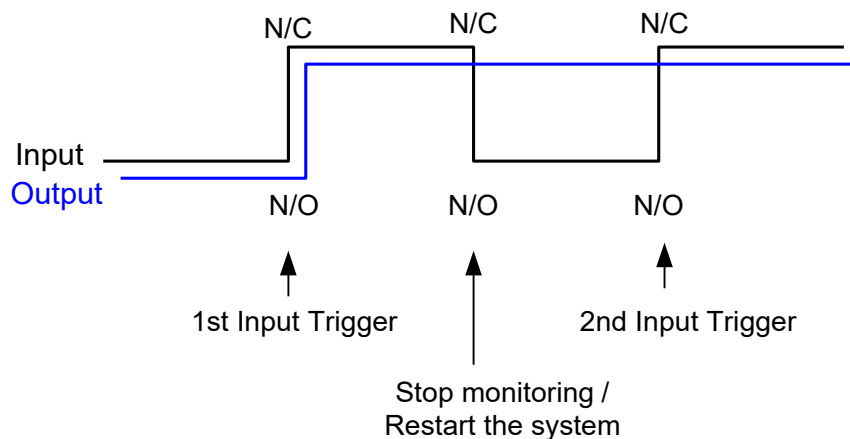 N/C
N/C
N/C
Input
Output
N/O
N/O
N/O
1st Input Trigger
2nd Input Trigger
Stop monitoring /
Restart the system